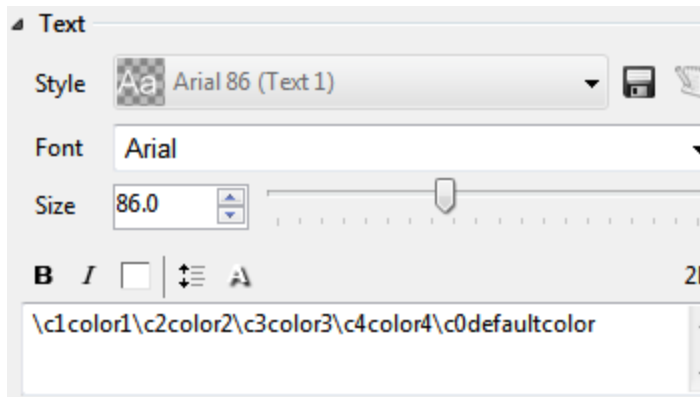 Text
Style Aa Arial 86 (Text 1)
Font Arial
Size 86.0
B I A
\c1color1\c2color2\c3color3\c4color4\c0defaultcolor